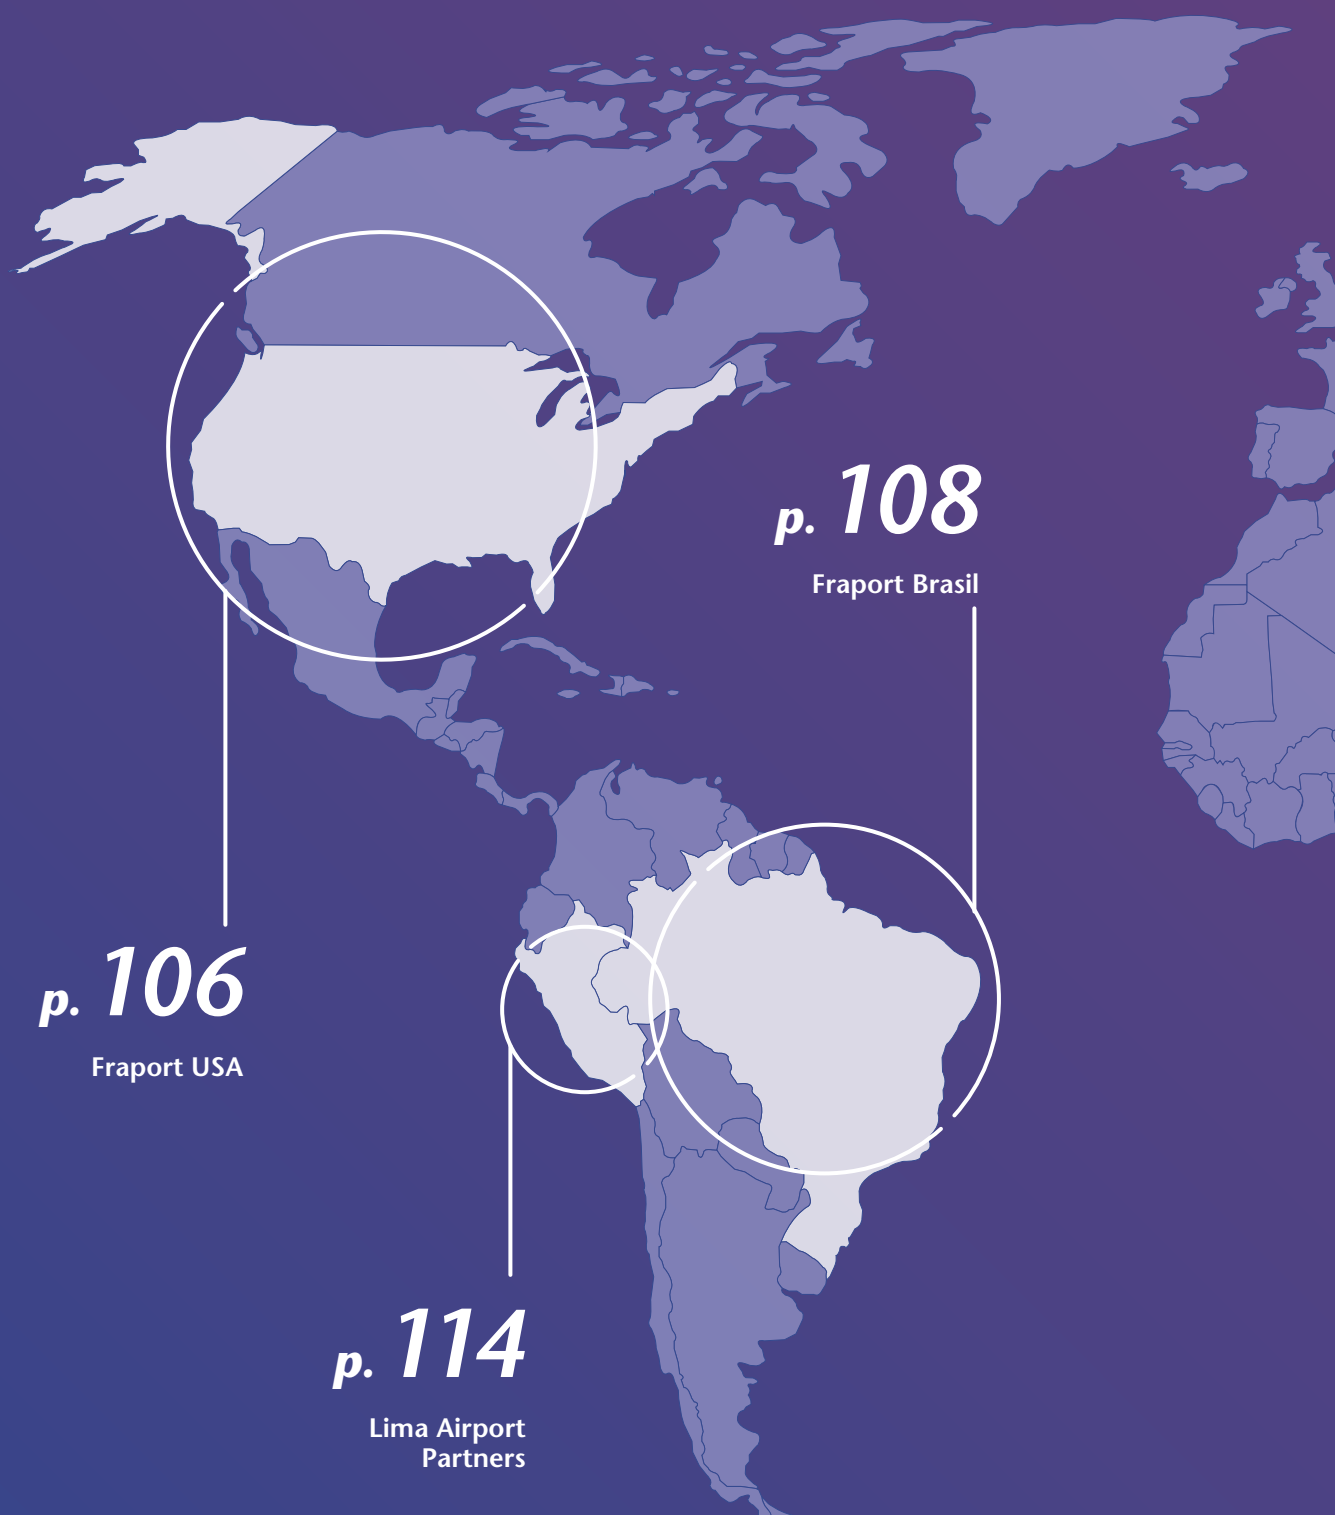 p. 108
Fraport Brasil
p. 106
Fraport USA
p. 114
Lima Airport
Partners